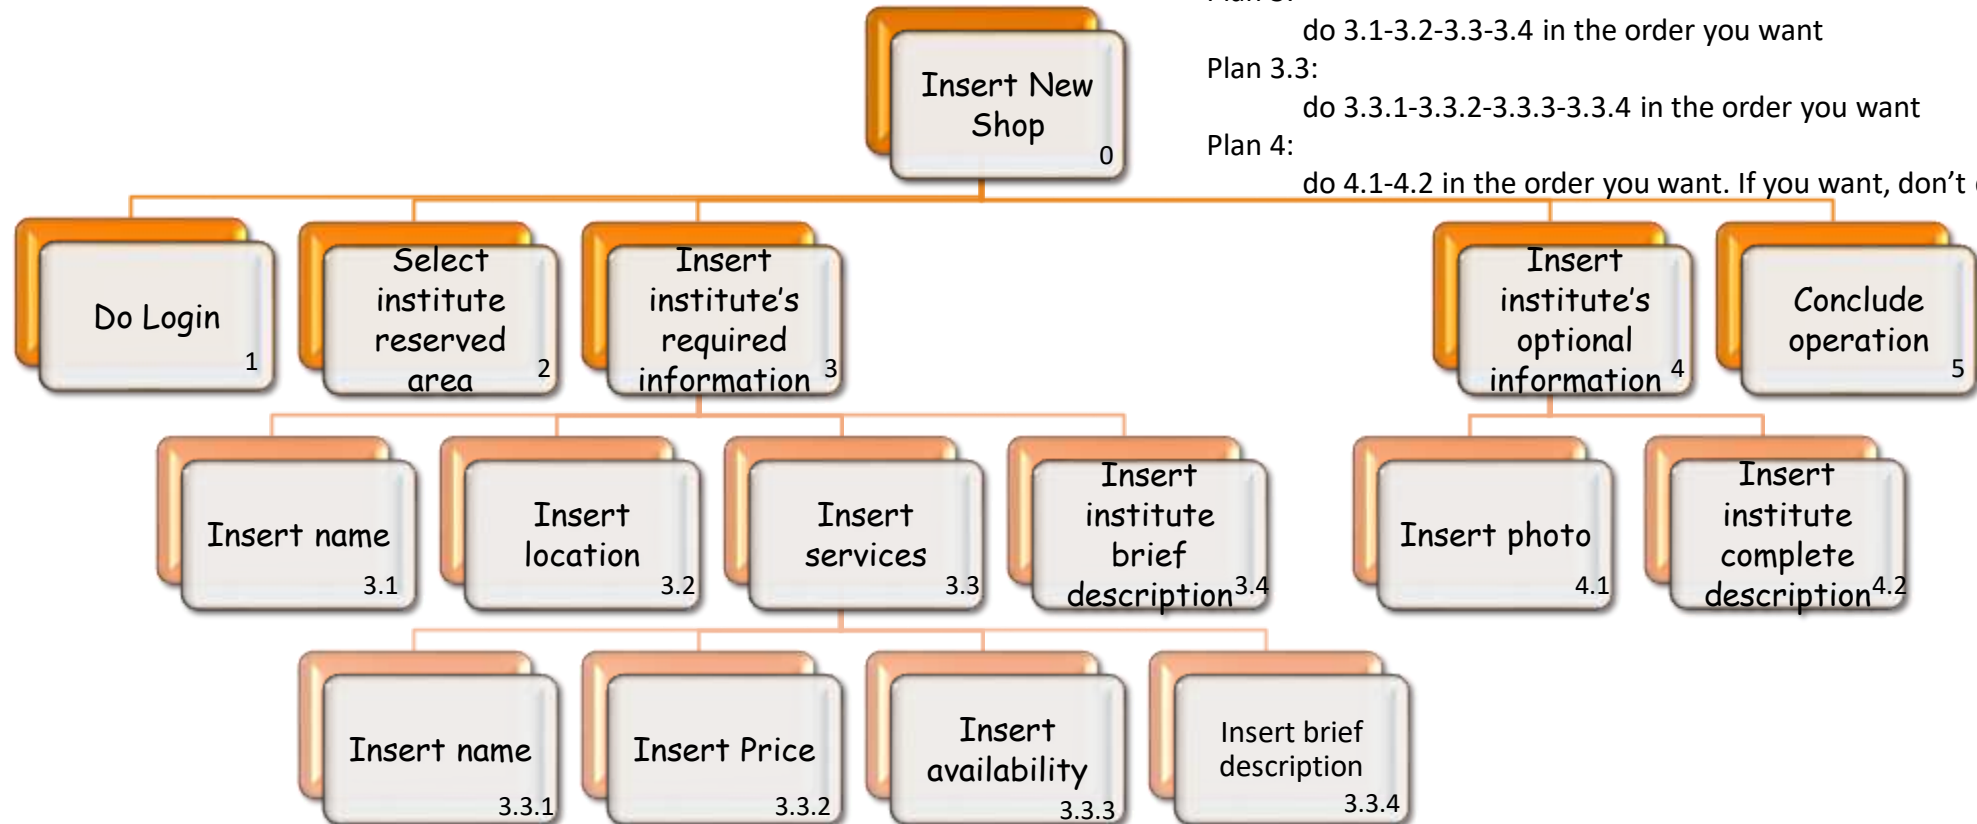 do 3.1-3.2-3.3-3.4 in the order you want
Plan 3.3:
do 3.3.1-3.3.2-3.3.3-3.3.4 in the order you want
Plan 4:
do 4.1-4.2 in the order you want. If you want, don't
Insert New
Shop
0
Do Login
1
Select
institute
reserved
area
2
Insert
institute's
required
information
3
Insert
institute's
optional
information
4
Conclude
operation
5
Insert name
3.1
Insert
location
3.2
Insert
services
3.3
Insert
institute
brief
description
3.4
Insert photo
4.1
Insert
institute
complete
description
4.2
Insert name
3.3.1
Insert Price
3.3.2
Insert
availability
3.3.3
Insert brief
description
3.3.4